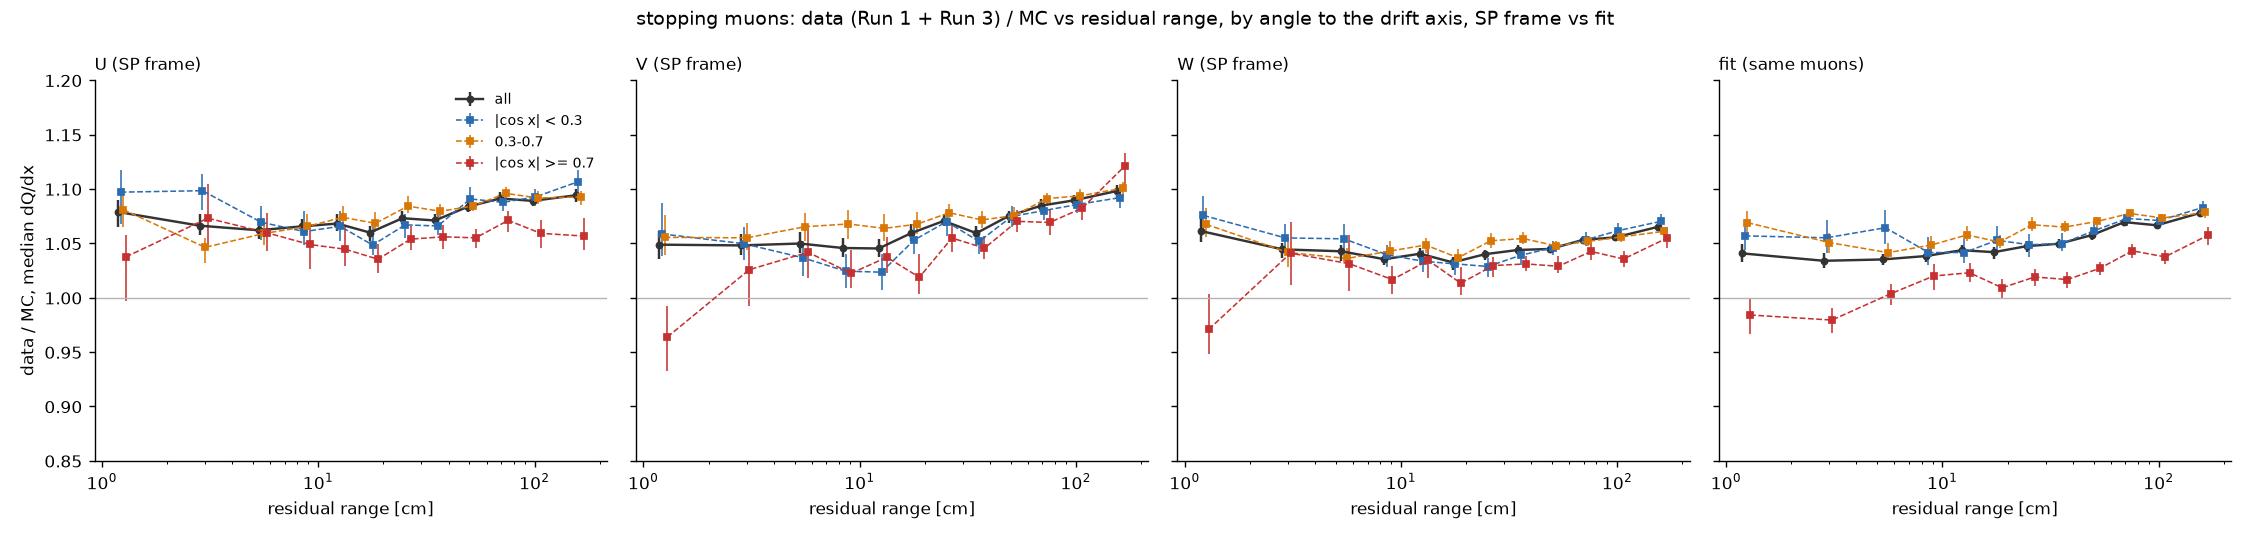 stopping muons: data (Run 1 + Run 3) / MC vs residual range, by angle to the drift axis, SP frame vs fit
U (SP frame)
V (SP frame)
W (SP frame)
fit (same muons)
data / MC, median dQ/dx
1.20
1.15
1.10
1.05
1.00
0.95
0.90
0.85
all
|cos x| < 0.3
0.3-0.7
|cos x| >= 0.7
10⁰ 10¹ 10²
10⁰ 10¹ 10²
10⁰ 10¹ 10²
10⁰ 10¹ 10²
residual range [cm]
residual range [cm]
residual range [cm]
residual range [cm]